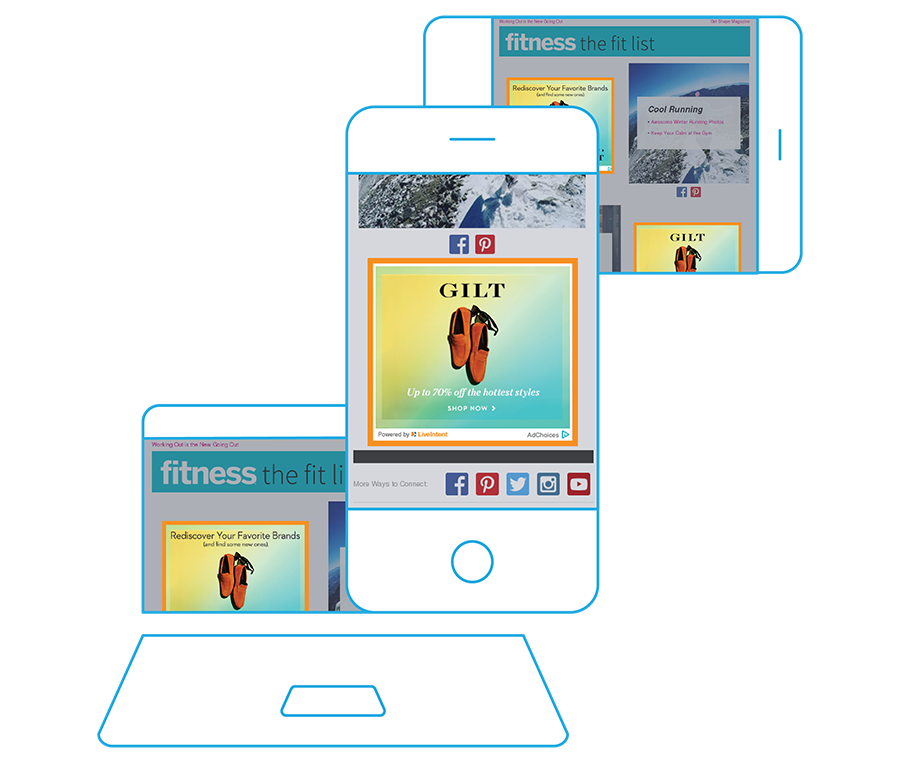 Working Out is the New Going Out
Get Shape Magazine
fitness the fit list
Rediscover Your Favorite Brands
(and find some new ones).
Cool Running
• Awesome Winter Running Photos
• Keep Your Calm at the Gym
GILT
GILT
Up to 70% off the hottest styles
SHOP NOW >
Powered by LiveIntent
AdChoices
More Ways to Connect:
Working Out is the New Going Out
fitness the fit li
Rediscover Your Favorite Brands
(and find some new ones).